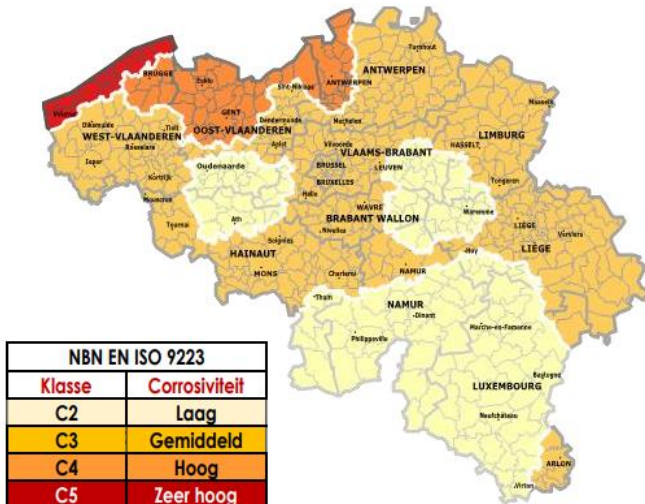 Turnhout
BRUGGE
ANTWERPEN
Eeklo
Sint-Niklaas
ANTWERPEN
Maaseik
Veurne
GENT
Diksmuide
Tielt
Dendermonde
Mechelen
LIMBURG
WEST-VLAANDEREN
OOST-VLAANDEREN
Roeselare
Aalst
Vilvoorde
HASSELT
VLAAMS-BRABANT
Ieper
Oudenaarde
BRUSSEL
LEUVEN
Kortrijk
BRUXELLES
Tongeren
Mouscron
Halle
WAVRE
Waremme
Ath
BRABANT WALLON
LIÈGE
Tournai
Nivelles
Verviers
Soignies
LIÈGE
HAINAUT
Huy
MONS
Charleroi
NAMUR
Thuin
NAMUR
Dinant
Philippeville
Marche-en-Famenne
Bastogne
LUXEMBOURG
Neufchâteau
ARLON
Virton
NBN EN ISO 9223
Klasse Corrosiviteit
C2 Laag
C3 Gemiddeld
C4 Hoog
C5 Zeer hoog